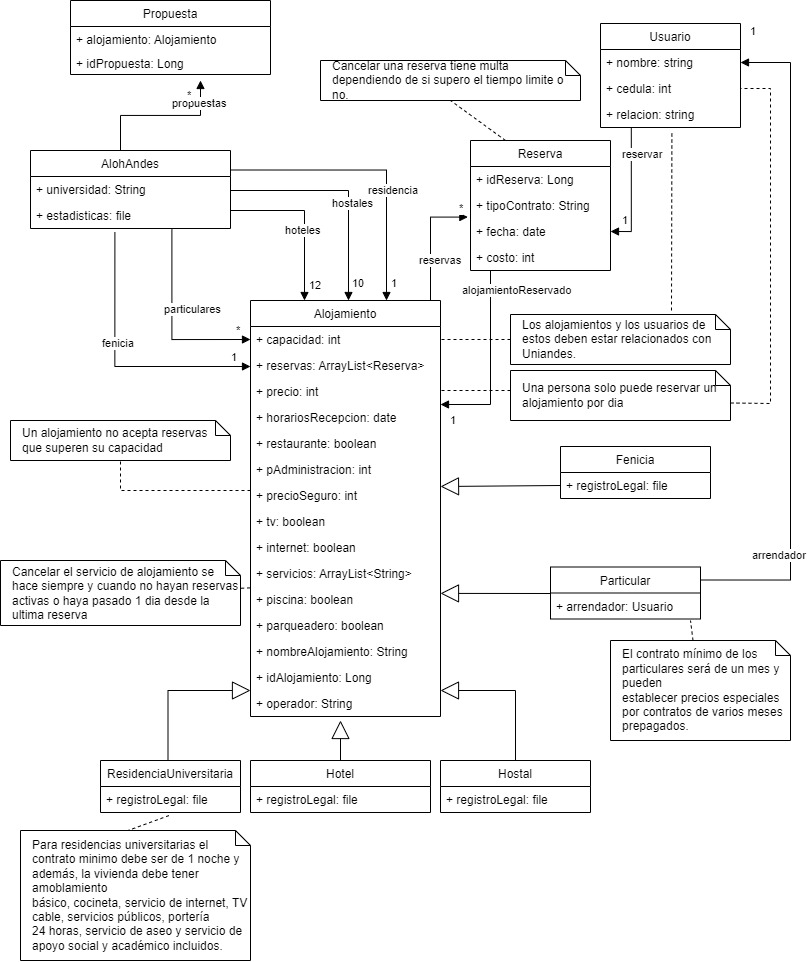 Propuesta
+ alojamiento: Alojamiento
+ idPropuesta: Long
*
propuestas
Cancelar una reserva tiene multa
dependiendo de si supero el tiempo limite o
no.
Usuario
+ nombre: string
+ cedula: int
+ relacion: string
1
AlohAndes
+ universidad: String
+ estadisticas: file
residencia
hostales
hoteles
12
10
1
particulares
*
fenicia
1
Reserva
+ idReserva: Long
+ tipoContrato: String
+ fecha: date
+ costo: int
reservar
1
*
reservas
alojamientoReservado
1
Alojamiento
+ capacidad: int
+ reservas: ArrayList<Reserva>
+ precio: int
+ horariosRecepcion: date
+ restaurante: boolean
+ pAdministracion: int
+ precioSeguro: int
+ tv: boolean
+ internet: boolean
+ servicios: ArrayList<String>
+ piscina: boolean
+ parqueadero: boolean
+ nombreAlojamiento: String
+ idAlojamiento: Long
+ operador: String
Los alojamientos y los usuarios de
estos deben estar relacionados con
Uniandes.
Una persona solo puede reservar un
alojamiento por dia
Un alojamiento no acepta reservas
que superen su capacidad
Fenicia
+ registroLegal: file
Cancelar el servicio de alojamiento se
hace siempre y cuando no hayan reservas
activas o haya pasado 1 dia desde la
ultima reserva
arrendador
Particular
+ arrendador: Usuario
El contrato mínimo de los
particulares será de un mes y
pueden
establecer precios especiales
por contratos de varios meses
prepagados.
ResidenciaUniversitaria
+ registroLegal: file
Hotel
+ registroLegal: file
Hostal
+ registroLegal: file
Para residencias universitarias el
contrato minimo debe ser de 1 noche y
además, la vivienda debe tener
amoblamiento
básico, cocineta, servicio de internet, TV
cable, servicios públicos, portería
24 horas, servicio de aseo y servicio de
apoyo social y académico incluidos.